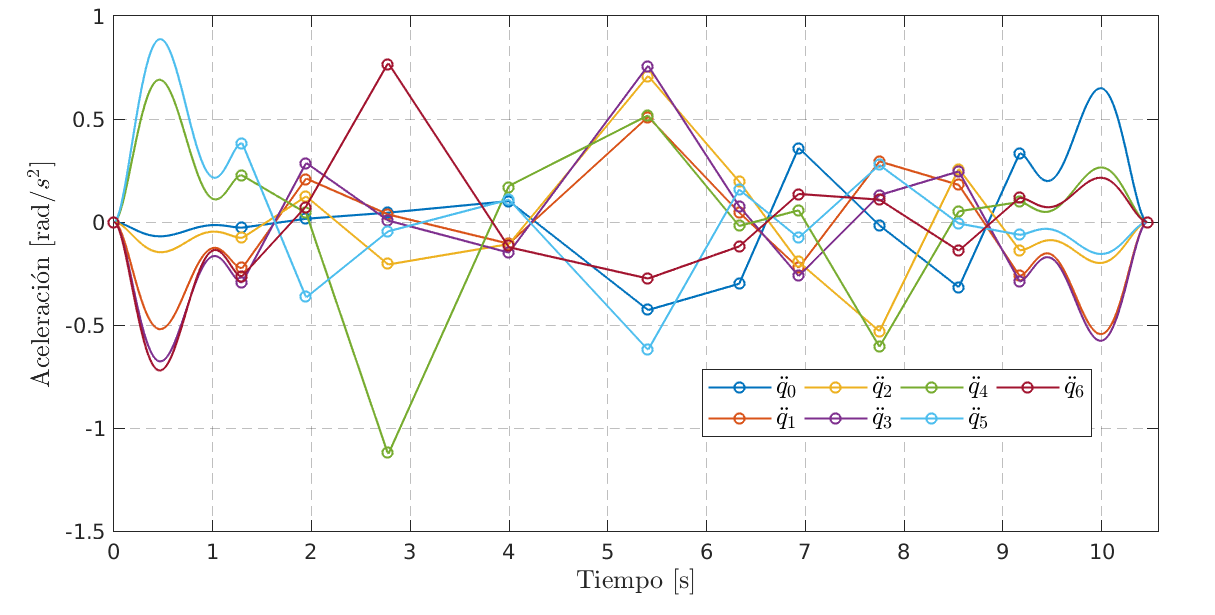 1
0.5
0
-0.5
-1
-1.5
Aceleración [rad/s²]
0 1 2 3 4 5 6 7 8 9 10
Tiempo [s]
q̈₀ q̈₂ q̈₄ q̈₆
q̈₁ q̈₃ q̈₅